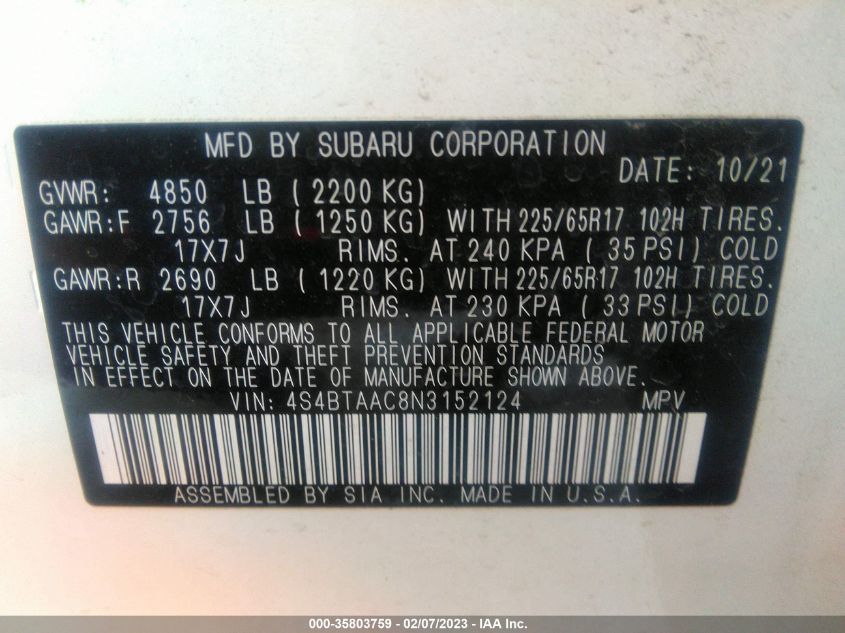 MFD BY SUBARU CORPORATION
DATE: 10/21
GVWR: 4850 LB ( 2200 KG)
GAWR:F 2756 LB ( 1250 KG) WITH 225/65R17 102H TIRES.
17X7J RIMS. AT 240 KPA ( 35 PSI) COLD
GAWR:R 2690 LB ( 1220 KG) WITH 225/65R17 102H TIRES.
17X7J RIMS. AT 230 KPA ( 33 PSI) COLD
THIS VEHICLE CONFORMS TO ALL APPLICABLE FEDERAL MOTOR
VEHICLE SAFETY AND THEFT PREVENTION STANDARDS
IN EFFECT ON THE DATE OF MANUFACTURE SHOWN ABOVE.
VIN: 4S4BTAAC8N3152124 MPV
ASSEMBLED BY SIA INC. MADE IN U.S.A.
000-35803759 - 02/07/2023 - IAA Inc.